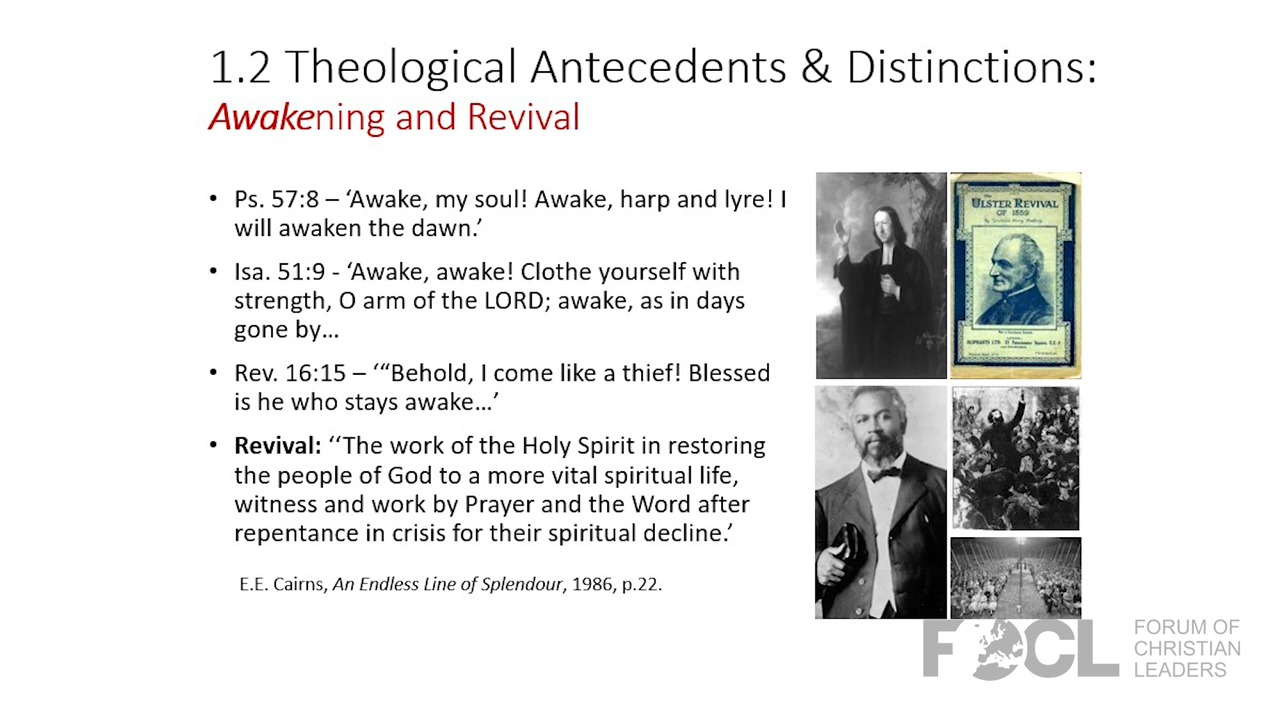 1.2 Theological Antecedents & Distinctions:
Awakening and Revival
• Ps. 57:8 – ‘Awake, my soul! Awake, harp and lyre! I
will awaken the dawn.’
• Isa. 51:9 - ‘Awake, awake! Clothe yourself with
strength, O arm of the LORD; awake, as in days
gone by…
• Rev. 16:15 – ‘“Behold, I come like a thief! Blessed
is he who stays awake…’
• Revival: ‘‘The work of the Holy Spirit in restoring
the people of God to a more vital spiritual life,
witness and work by Prayer and the Word after
repentance in crisis for their spiritual decline.’
E.E. Cairns, An Endless Line of Splendour, 1986, p.22.
The
ULSTER REVIVAL
OF 1859
FOCL
FORUM OF
CHRISTIAN
LEADERS